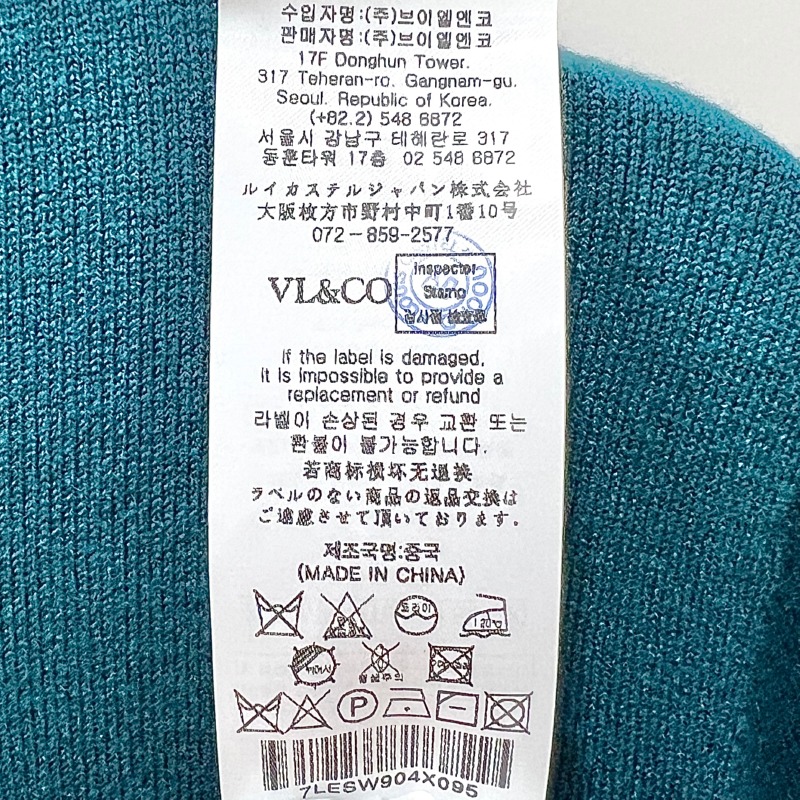 수입자명:(주)브이엘엔코
판매자명:(주)브이엘엔코
17F Donghun Tower.
317 Teheran-ro. Gangnam-gu.
Seoul. Republic of Korea.
(+82.2) 548 6872
서울시 강남구 테헤란로 317
동훈타워 17층 02 548 6872
ルイカステルジャパン株式会社
大阪枚方市野村中町1番10号
072-859-2577
VL&CO
Inspector
Stamp
If the label is damaged,
it is impossible to provide a
replacement or refund
라벨이 손상된 경우 교환 또는
환불이 불가능합니다.
若商标损坏无退换
ラベルのない商品の返品交換は
ご遠慮させて頂いております。
제조국명:중국
(MADE IN CHINA)
드라이
120℃
P
7LESW904X095